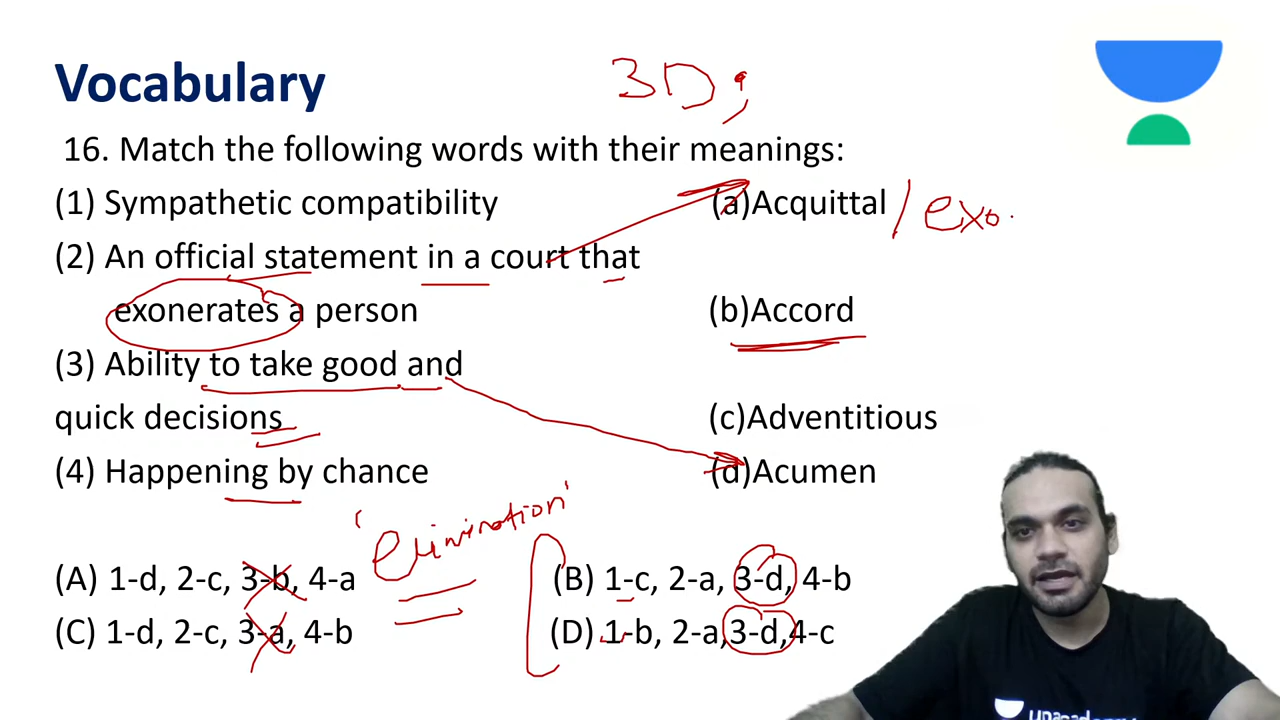 Vocabulary
3D;
16. Match the following words with their meanings:
(1) Sympathetic compatibility (a)Acquittal / exo.
(2) An official statement in a court that
exonerates a person (b)Accord
(3) Ability to take good and
quick decisions (c)Adventitious
(4) Happening by chance (d)Acumen
'elimination'
(A) 1-d, 2-c, 3-b, 4-a (B) 1-c, 2-a, 3-d, 4-b
(C) 1-d, 2-c, 3-a, 4-b (D) 1-b, 2-a,3-d,4-c